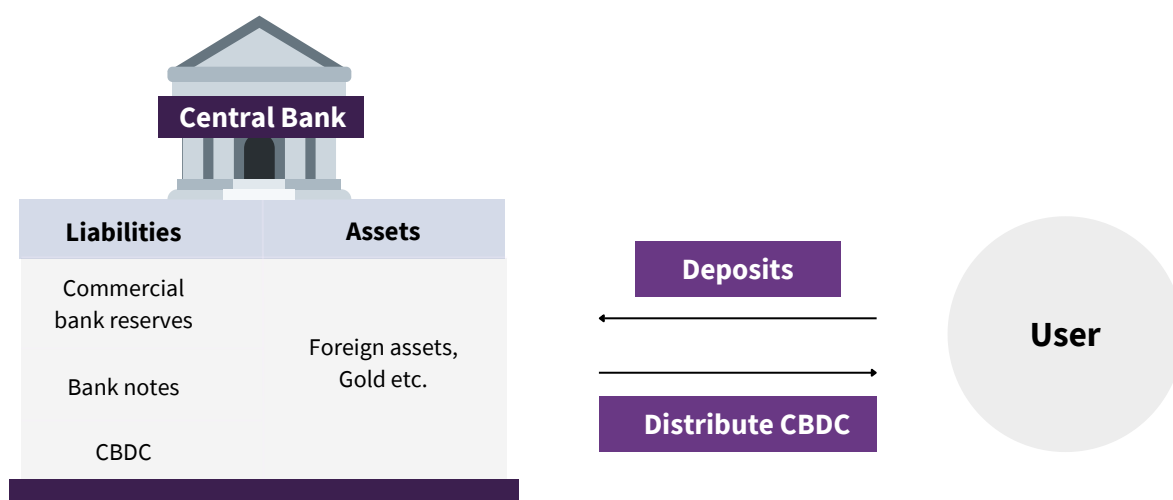 Central Bank
Liabilities
Assets
Commercial
bank reserves
Bank notes
CBDC
Foreign assets,
Gold etc.
Deposits
Distribute CBDC
User